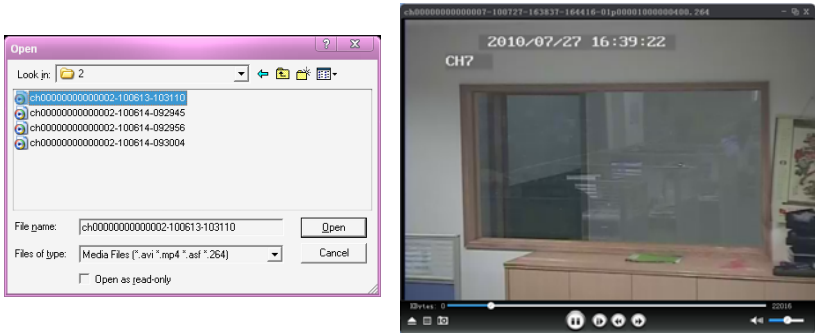 Open
Look in: 2
ch00000000000002-100613-103110
ch00000000000002-100614-092945
ch00000000000002-100614-092956
ch00000000000002-100614-093004
File name: ch00000000000002-100613-103110 Open
Files of type: Media Files (*.avi *.mp4 *.asf *.264) Cancel
Open as read-only
ch00000000000007-100727-163837-164416-01p00001000000400.264
2010/07/27 16:39:22
CH7
KBytes: 0 22016